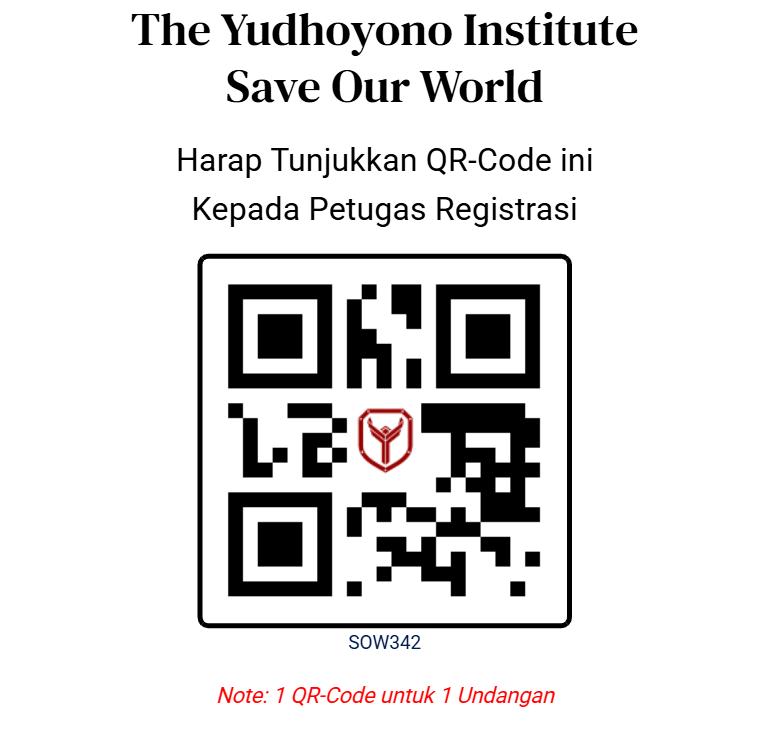 The Yudhoyono Institute
Save Our World
Harap Tunjukkan QR-Code ini
Kepada Petugas Registrasi
SOW342
Note: 1 QR-Code untuk 1 Undangan